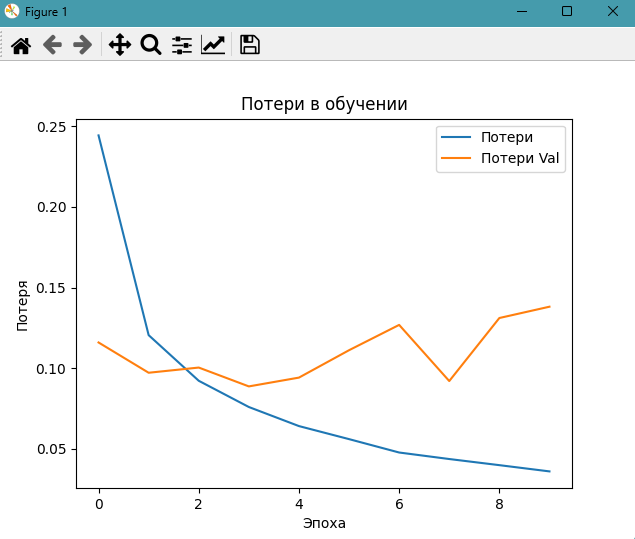 Figure 1
Потери в обучении
Потери
Потери Val
0.25
0.20
0.15
0.10
0.05
Потеря
0 2 4 6 8
Эпоха